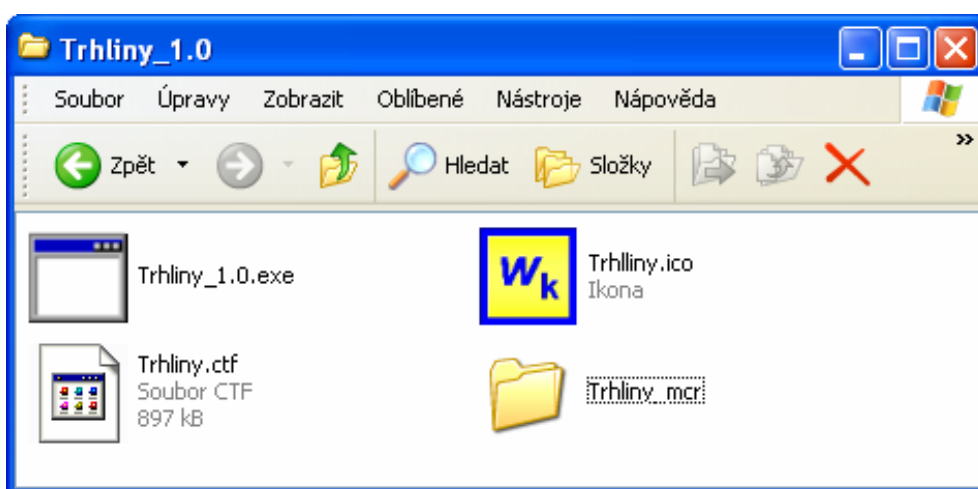 Trhliny_1.0
Soubor Úpravy Zobrazit Oblíbené Nástroje Nápověda
Zpět Hledat Složky »
Trhliny_1.0.exe
Trhlliny.ico
Ikona
Wk
Trhliny.ctf
Soubor CTF
897 kB
Trhliny_mcr